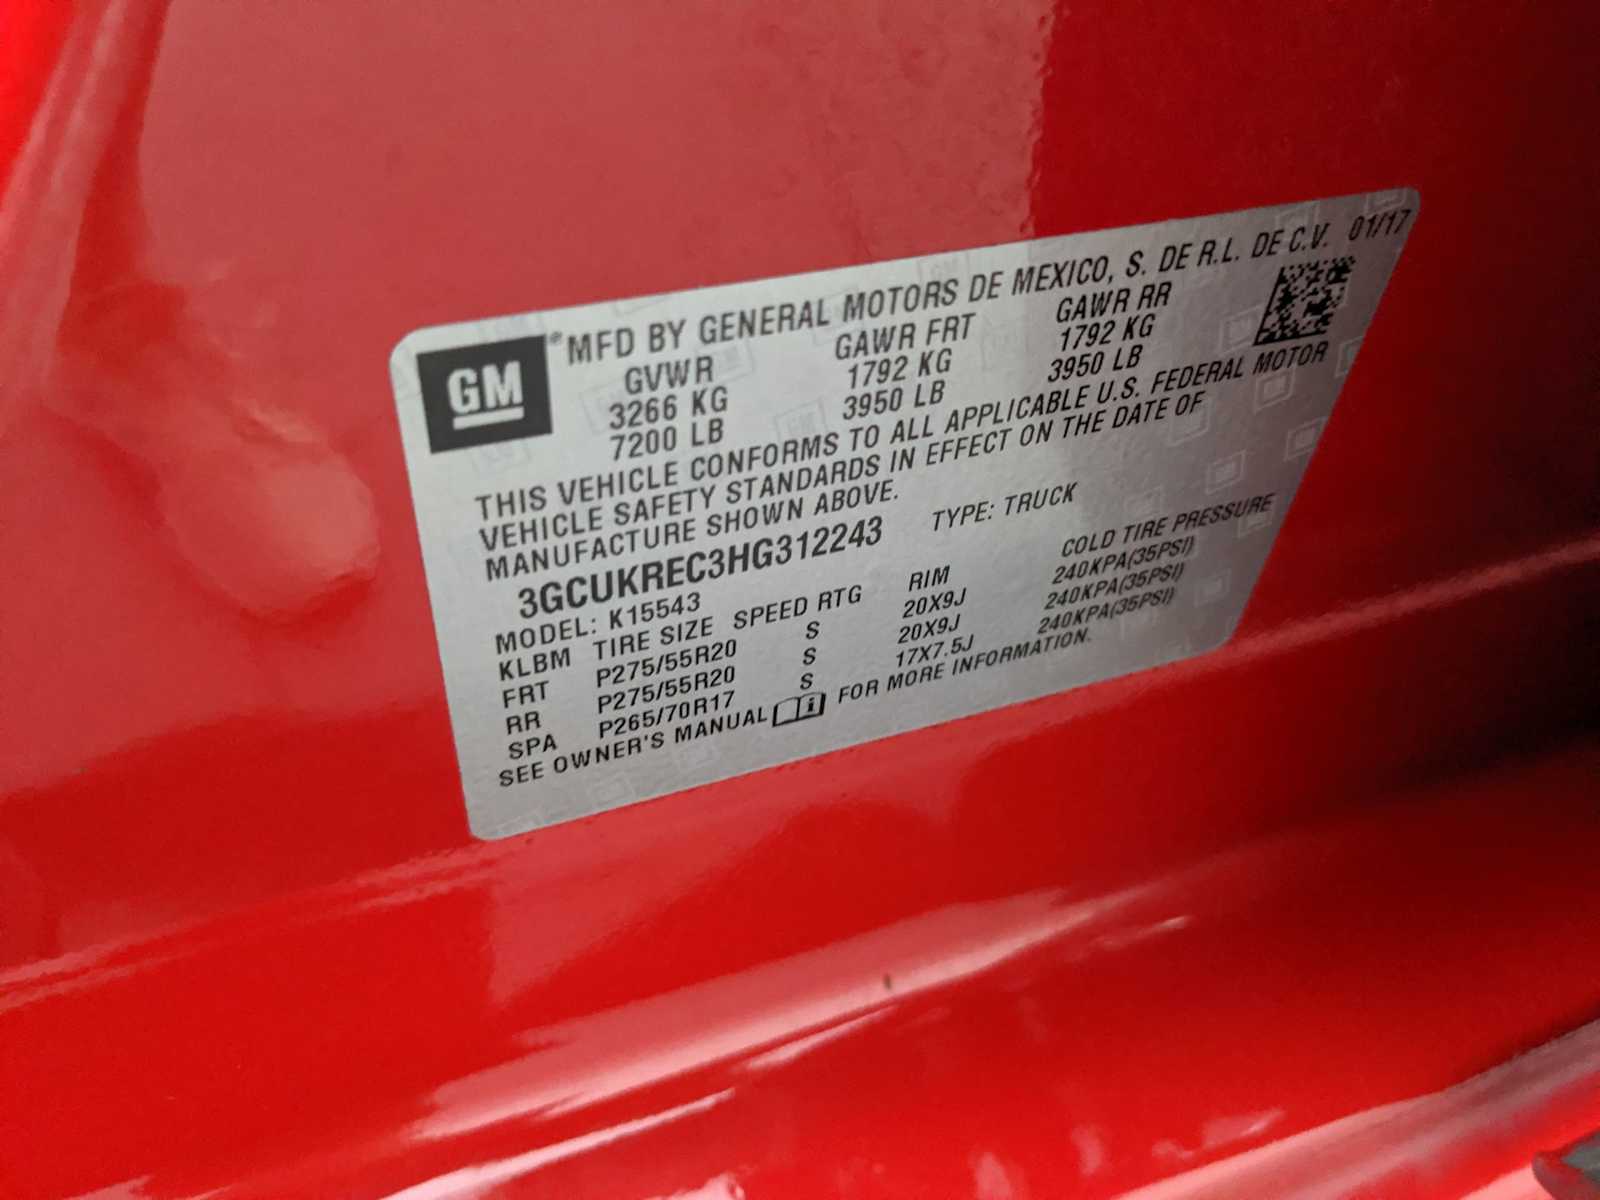 GM
®MFD BY GENERAL MOTORS DE MEXICO, S. DE R.L. DE C.V. 01/17
GVWR GAWR FRT GAWR RR
3266 KG 1792 KG 1792 KG
7200 LB 3950 LB 3950 LB
THIS VEHICLE CONFORMS TO ALL APPLICABLE U.S. FEDERAL MOTOR
VEHICLE SAFETY STANDARDS IN EFFECT ON THE DATE OF
MANUFACTURE SHOWN ABOVE.
3GCUKREC3HG312243 TYPE: TRUCK
MODEL: K15543
KLBM TIRE SIZE SPEED RTG RIM COLD TIRE PRESSURE
FRT P275/55R20 S 20X9J 240KPA(35PSI)
RR P275/55R20 S 20X9J 240KPA(35PSI)
SPA P265/70R17 S 17X7.5J 240KPA(35PSI)
SEE OWNER'S MANUAL FOR MORE INFORMATION.